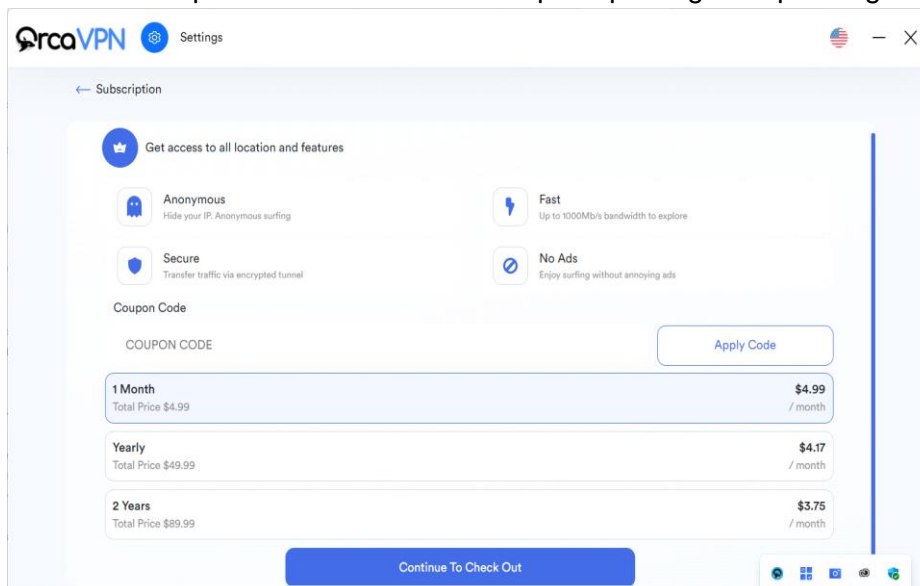 OrcaVPN
Settings
Subscription
Get access to all location and features
Anonymous
Hide your IP. Anonymous surfing
Fast
Up to 1000Mb/s bandwidth to explore
Secure
Transfer traffic via encrypted tunnel
No Ads
Enjoy surfing without annoying ads
Coupon Code
COUPON CODE
Apply Code
1 Month
$4.99
Total Price $4.99
/ month
Yearly
$4.17
Total Price $49.99
/ month
2 Years
$3.75
Total Price $89.99
/ month
Continue To Check Out